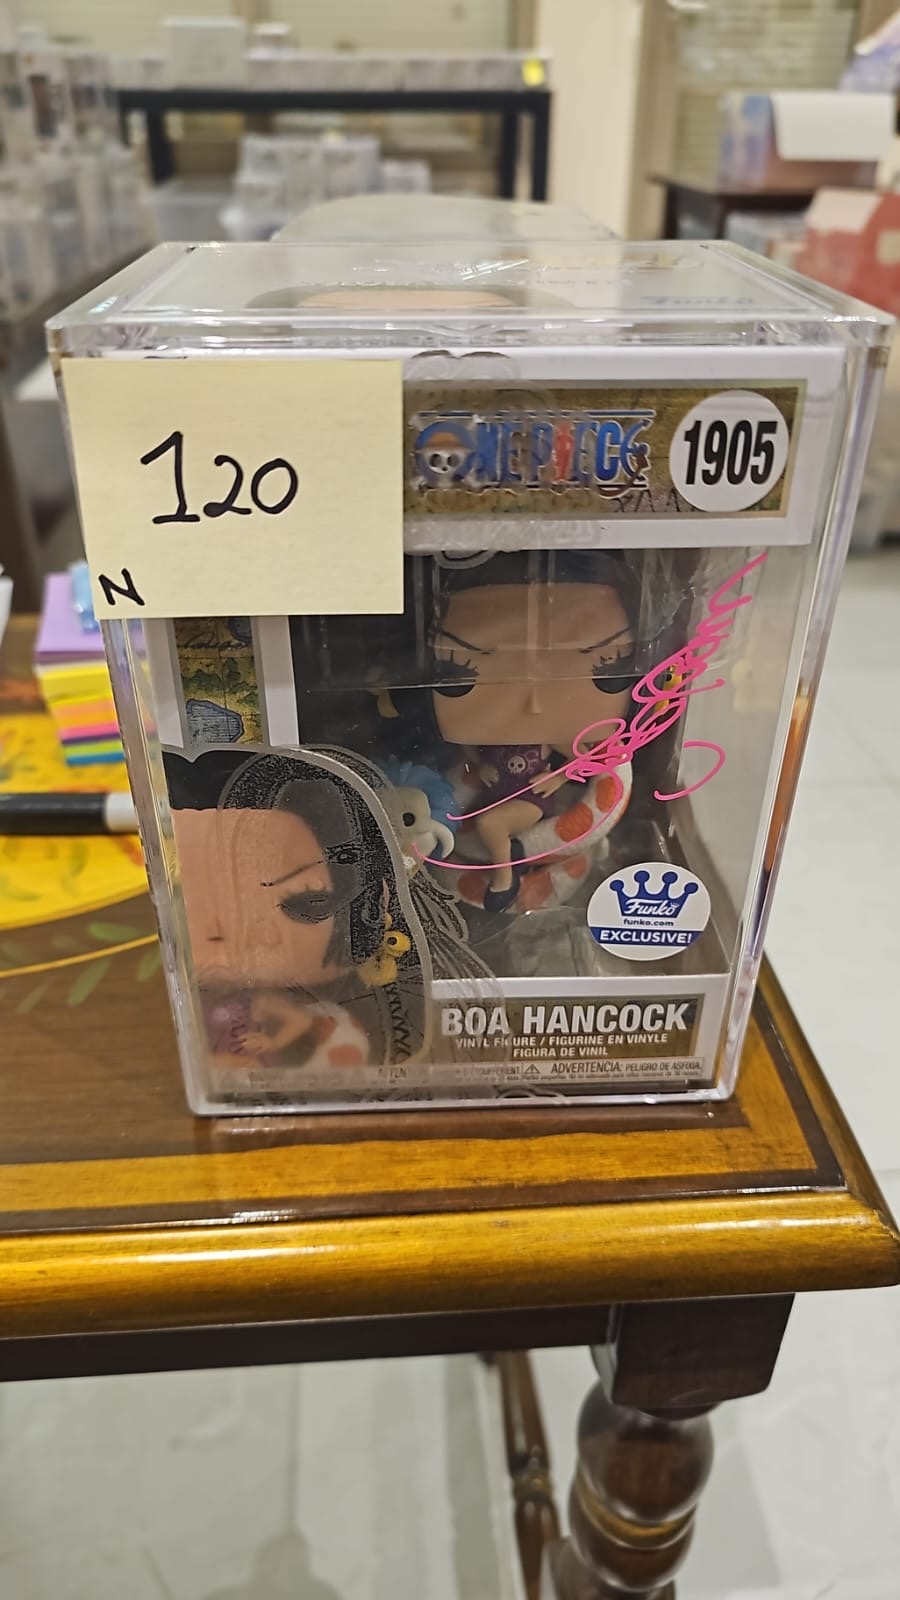 Funko
120
N
ONE PIECE
1905
Funko
funko.com
EXCLUSIVE!
BOA HANCOCK
VINYL FIGURE / FIGURINE EN VINYLE
FIGURA DE VINIL
ADVERTENCIA: PELIGRO DE ASFIXIA.